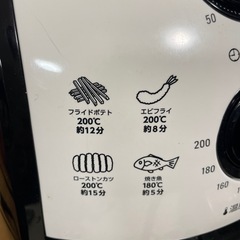 フライドポテト
200℃
約12分
エビフライ
200℃
約8分
ローストンカツ
200℃
約15分
焼き魚
180℃
約5分
50
200
180
160